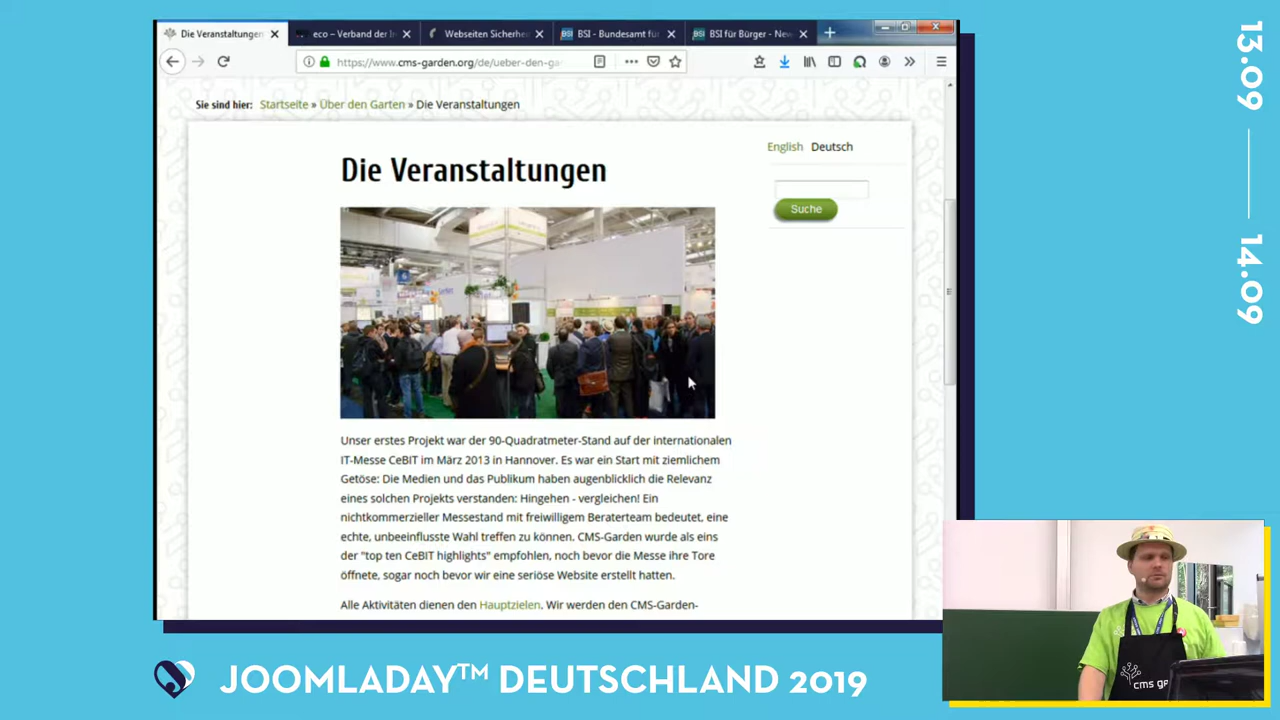 Die Veranstaltungen
eco – Verband der In
Webseiten Sicherhei
BSI - Bundesamt für
BSI für Bürger - New
https://www.cms-garden.org/de/ueber-den-ga
Sie sind hier: Startseite » Über den Garten » Die Veranstaltungen
English Deutsch
Suche
Die Veranstaltungen
Unser erstes Projekt war der 90-Quadratmeter-Stand auf der internationalen
IT-Messe CeBIT im März 2013 in Hannover. Es war ein Start mit ziemlichem
Getöse: Die Medien und das Publikum haben augenblicklich die Relevanz
eines solchen Projekts verstanden: Hingehen - vergleichen! Ein
nichtkommerzieller Messestand mit freiwilligem Beraterteam bedeutet, eine
echte, unbeeinflusste Wahl treffen zu können. CMS-Garden wurde als eins
der "top ten CeBIT highlights" empfohlen, noch bevor die Messe ihre Tore
öffnete, sogar noch bevor wir eine seriöse Website erstellt hatten.
Alle Aktivitäten dienen den Hauptzielen. Wir werden den CMS-Garden-
13.09
14.09
cms ga
JOOMLADAY™ DEUTSCHLAND 2019